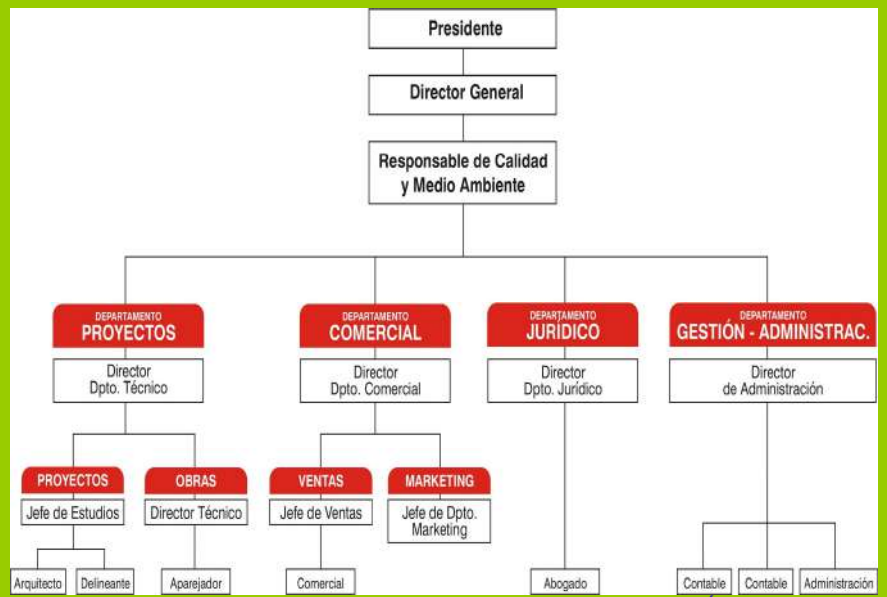 Presidente
Director General
Responsable de Calidad
y Medio Ambiente
DEPARTAMENTO
PROYECTOS
Director
Dpto. Técnico
DEPARTAMENTO
COMERCIAL
Director
Dpto. Comercial
DEPARTAMENTO
JURÍDICO
Director
Dpto. Jurídico
DEPARTAMENTO
GESTIÓN - ADMINISTRAC.
Director
de Administración
PROYECTOS
Jefe de Estudios
OBRAS
Director Técnico
VENTAS
Jefe de Ventas
MARKETING
Jefe de Dpto.
Marketing
Arquitecto
Delineante
Aparejador
Comercial
Abogado
Contable
Contable
Administración